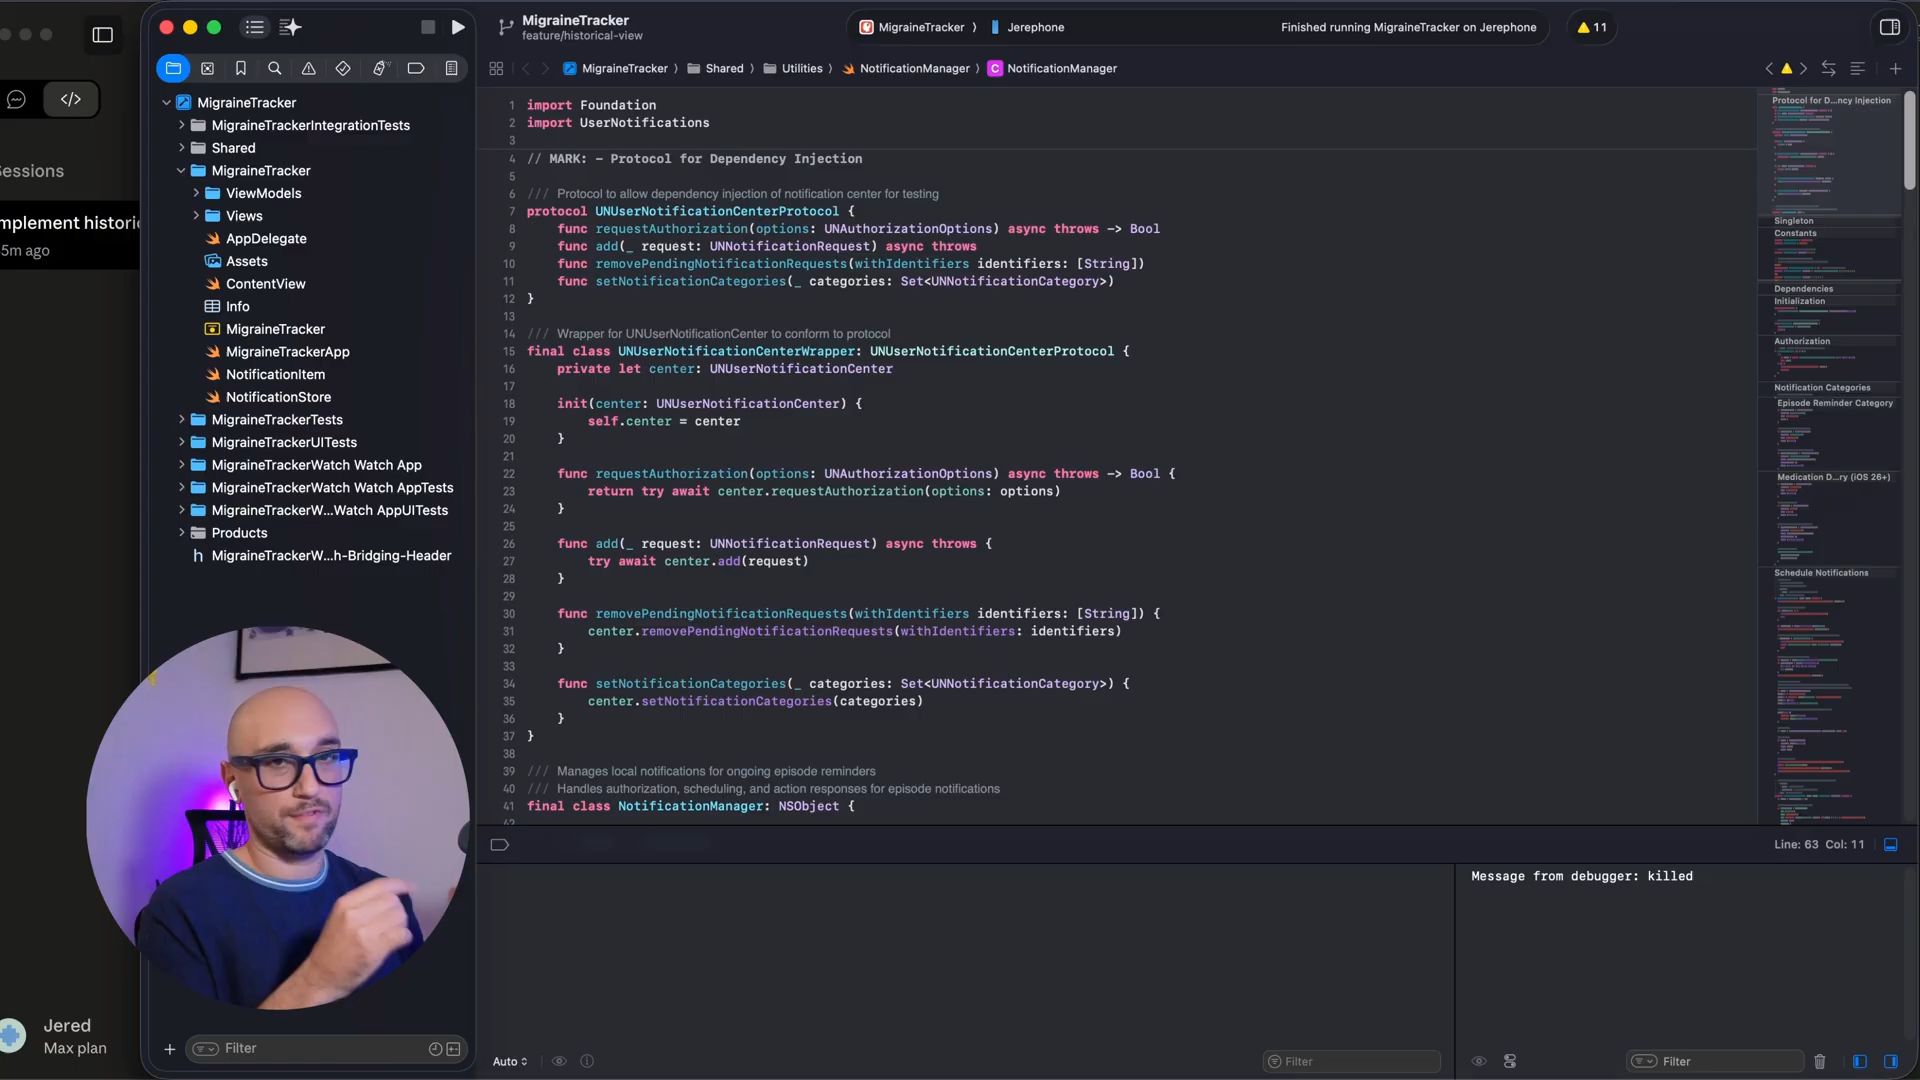 MigraineTracker
feature/historical-view
MigraineTracker
Jerephone
Finished running MigraineTracker on Jerephone
11
MigraineTracker
Shared
Utilities
NotificationManager
C NotificationManager
</>
essions
mplement historic
5m ago
MigraineTracker
MigraineTrackerIntegrationTests
Shared
MigraineTracker
ViewModels
Views
AppDelegate
Assets
ContentView
Info
MigraineTracker
MigraineTrackerApp
NotificationItem
NotificationStore
MigraineTrackerTests
MigraineTrackerUITests
MigraineTrackerWatch Watch App
MigraineTrackerWatch Watch AppTests
MigraineTrackerW...Watch AppUITests
Products
h MigraineTrackerW...h-Bridging-Header
Filter
Jered
Max plan
1 import Foundation
2 import UserNotifications
3
4 // MARK: - Protocol for Dependency Injection
5
6 /// Protocol to allow dependency injection of notification center for testing
7 protocol UNUserNotificationCenterProtocol {
8 func requestAuthorization(options: UNAuthorizationOptions) async throws -> Bool
9 func add(_ request: UNNotificationRequest) async throws
10 func removePendingNotificationRequests(withIdentifiers identifiers: [String])
11 func setNotificationCategories(_ categories: Set<UNNotificationCategory>)
12 }
13
14 /// Wrapper for UNUserNotificationCenter to conform to protocol
15 final class UNUserNotificationCenterWrapper: UNUserNotificationCenterProtocol {
16 private let center: UNUserNotificationCenter
17
18 init(center: UNUserNotificationCenter) {
19 self.center = center
20 }
21
22 func requestAuthorization(options: UNAuthorizationOptions) async throws -> Bool {
23 return try await center.requestAuthorization(options: options)
24 }
25
26 func add(_ request: UNNotificationRequest) async throws {
27 try await center.add(request)
28 }
29
30 func removePendingNotificationRequests(withIdentifiers identifiers: [String]) {
31 center.removePendingNotificationRequests(withIdentifiers: identifiers)
32 }
33
34 func setNotificationCategories(_ categories: Set<UNNotificationCategory>) {
35 center.setNotificationCategories(categories)
36 }
37 }
38
39 /// Manages local notifications for ongoing episode reminders
40 /// Handles authorization, scheduling, and action responses for episode notifications
41 final class NotificationManager: NSObject {
42
Protocol for D...ncy Injection
Singleton
Constants
Dependencies
Initialization
Authorization
Notification Categories
Episode Reminder Category
Medication D...ry (iOS 26+)
Schedule Notifications
Line: 63 Col: 11
Message from debugger: killed
Auto
Filter
Filter